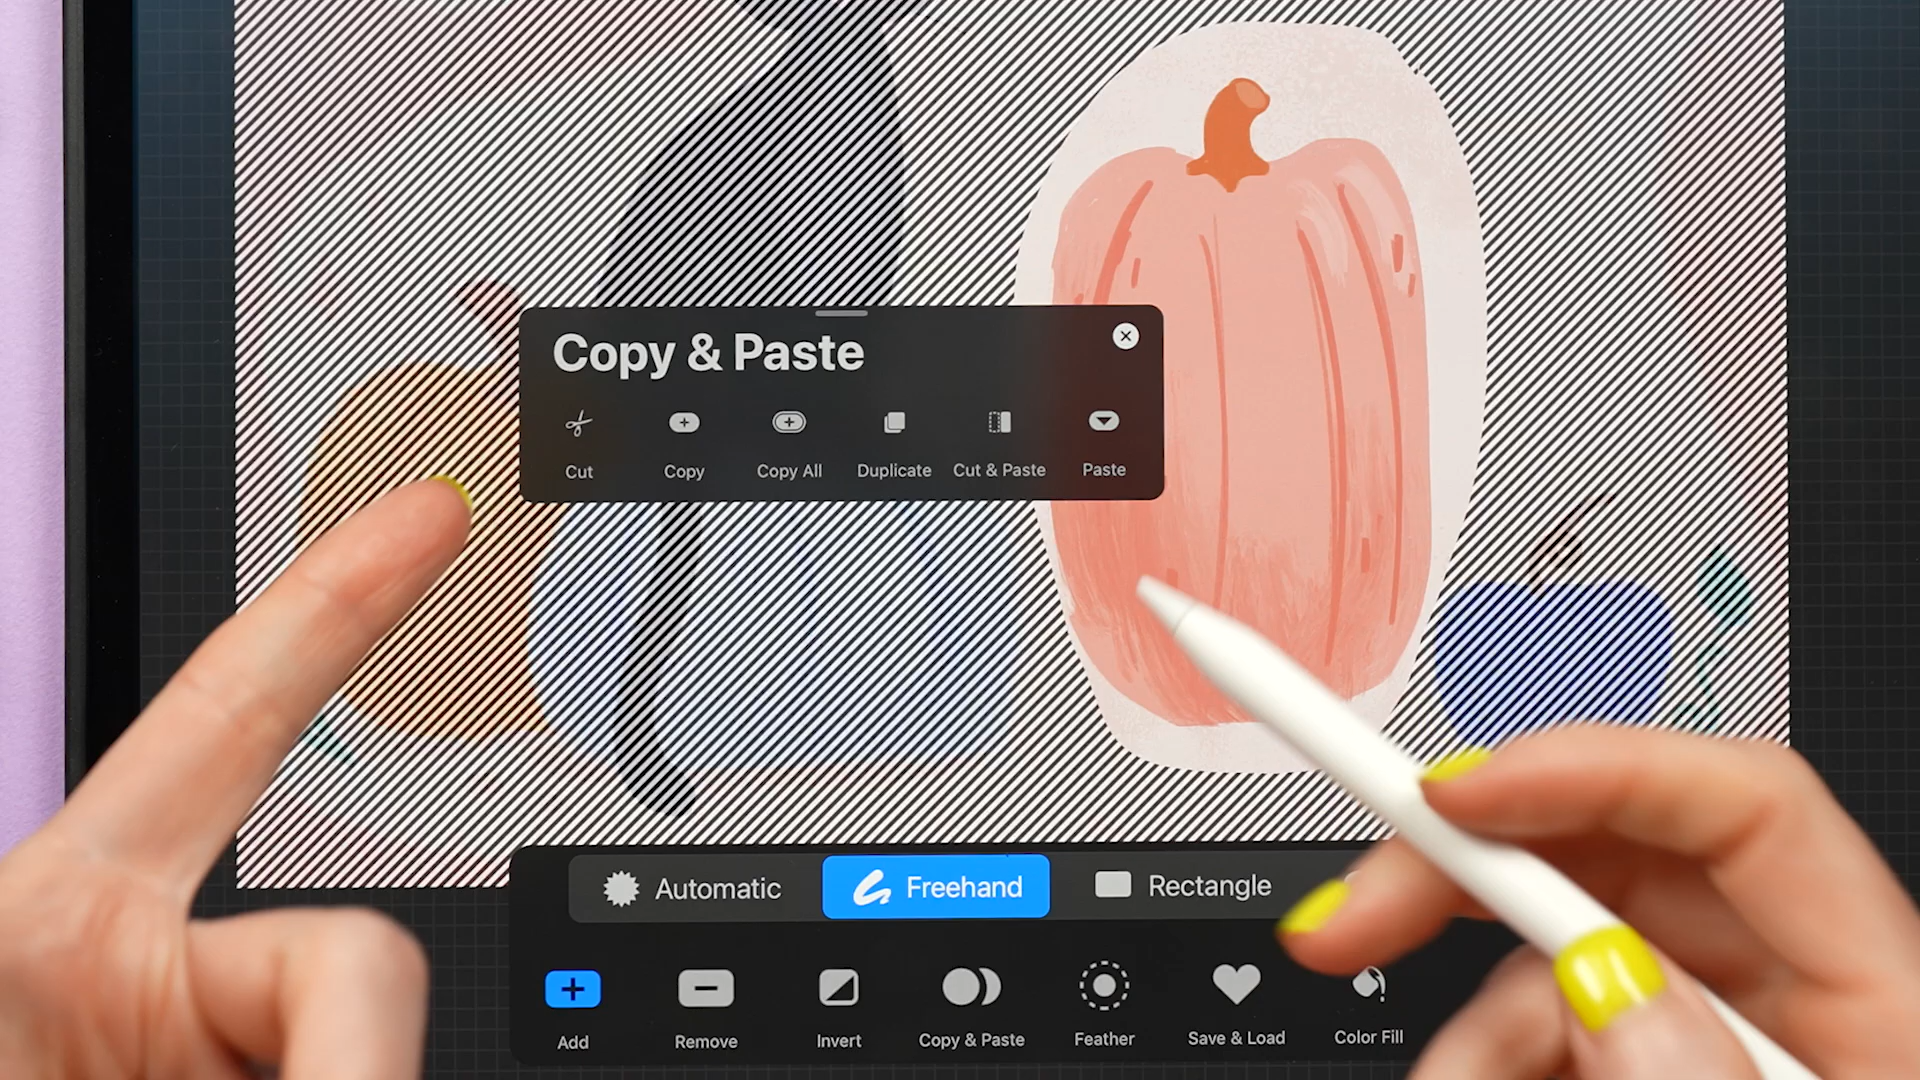 Copy & Paste
Cut Copy Copy All Duplicate Cut & Paste Paste
Automatic Freehand Rectangle
Add Remove Invert Copy & Paste Feather Save & Load Color Fill